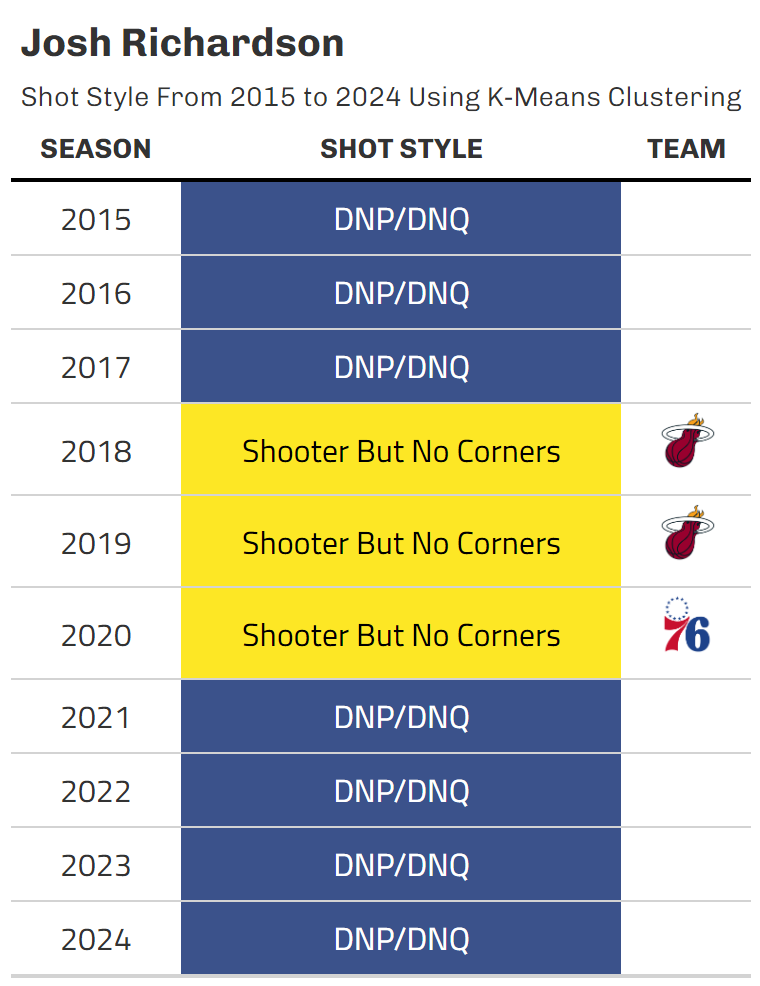 Josh Richardson
Shot Style From 2015 to 2024 Using K-Means Clustering
SEASON SHOT STYLE TEAM
2015 DNP/DNQ
2016 DNP/DNQ
2017 DNP/DNQ
2018 Shooter But No Corners
2019 Shooter But No Corners
2020 Shooter But No Corners 76
2021 DNP/DNQ
2022 DNP/DNQ
2023 DNP/DNQ
2024 DNP/DNQ